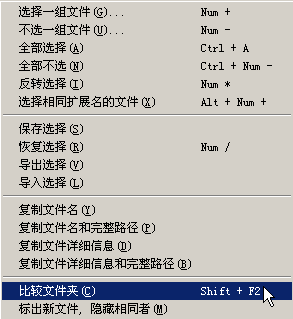 选择一组文件(G)... Num +
不选一组文件(U)... Num -
全部选择(A) Ctrl + A
全部不选(N) Ctrl + Num -
反转选择(I) Num *
选择相同扩展名的文件(X) Alt + Num +
保存选择(S)
恢复选择(R) Num /
导出选择(V)
导入选择(L)
复制文件名(Y)
复制文件名和完整路径(P)
复制文件详细信息(D)
复制文件详细信息和完整路径(B)
比较文件夹(C) Shift + F2
标出新文件, 隐藏相同者(M)